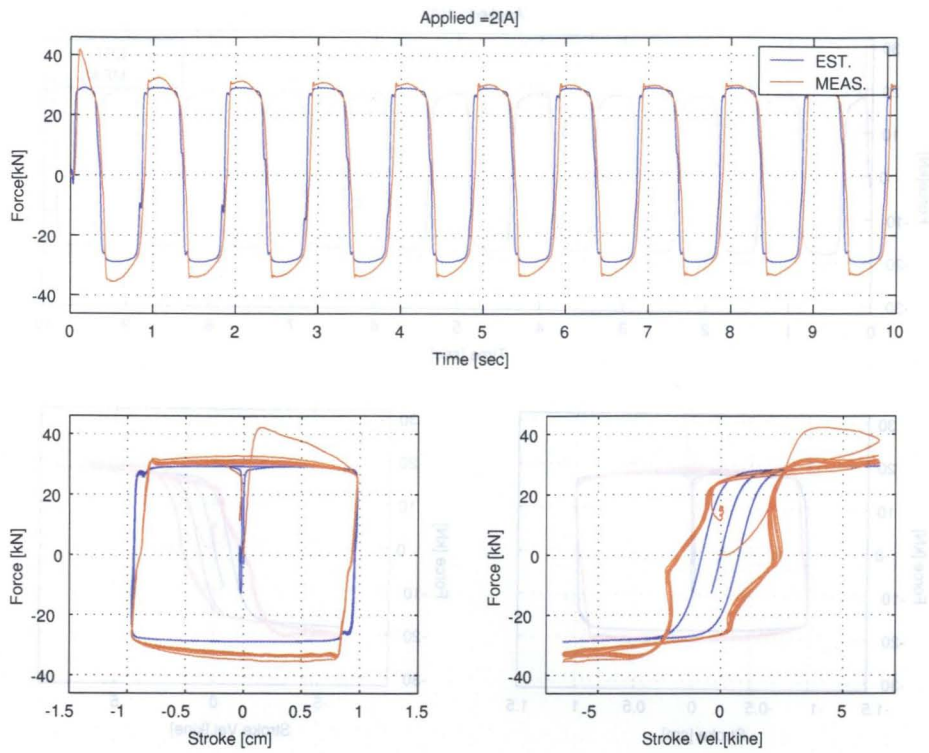 Applied =2[A]
EST.
MEAS.
Force[kN]
40
20
0
-20
-40
0 1 2 3 4 5 6 7 8 9 10
Time [sec]
Force [kN]
40
20
0
-20
-40
-1.5 -1 -0.5 0 0.5 1 1.5
Stroke [cm]
Force [kN]
40
20
0
-20
-40
-5 0 5
Stroke Vel.[kine]